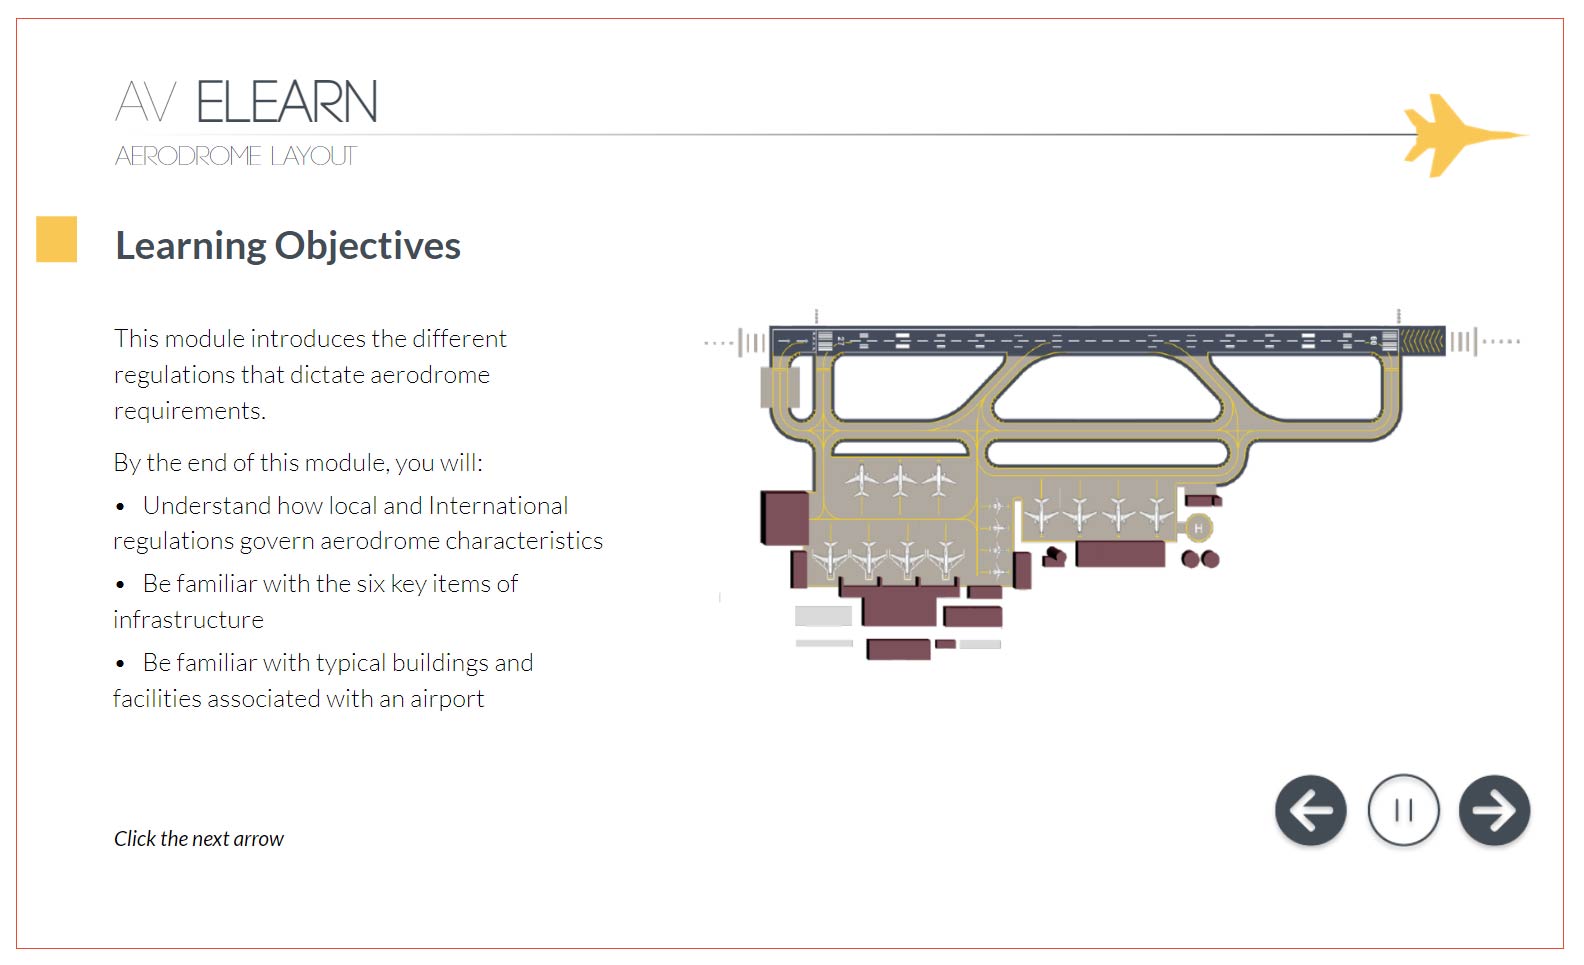 AV ELEARN
AERODROME LAYOUT
Learning Objectives
This module introduces the different
regulations that dictate aerodrome
requirements.
By the end of this module, you will:
• Understand how local and International
regulations govern aerodrome characteristics
• Be familiar with the six key items of
infrastructure
• Be familiar with typical buildings and
facilities associated with an airport
H
Click the next arrow